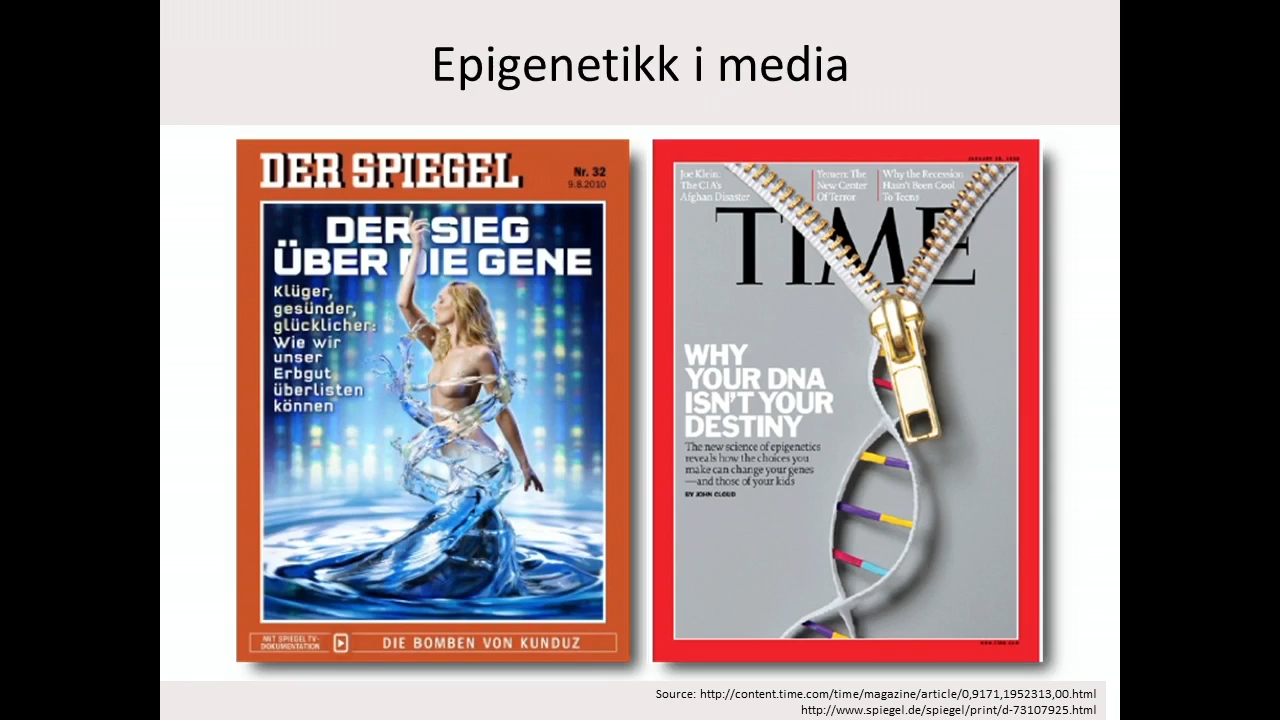 Epigenetikk i media
DER SPIEGEL
Nr. 32
9.8.2010
DER SIEG
ÜBER DIE GENE
Klüger,
gesünder,
glücklicher:
Wie wir
unser
Erbgut
überlisten
können
MIT SPIEGEL TV-
DOKUMENTATION
DIE BOMBEN VON KUNDUZ
Joe Klein:
The CIA's
Afghan Disaster
Yemen: The
New Center
Of Terror
Why the Recession
Hasn't Been Cool
To Teens
TIME
WHY
YOUR DNA
ISN'T YOUR
DESTINY
The new science of epigenetics
reveals how the choices you
make can change your genes
—and those of your kids
BY JOHN CLOUD
WWW.TIME.COM
Source: http://content.time.com/time/magazine/article/0,9171,1952313,00.html
http://www.spiegel.de/spiegel/print/d-73107925.html